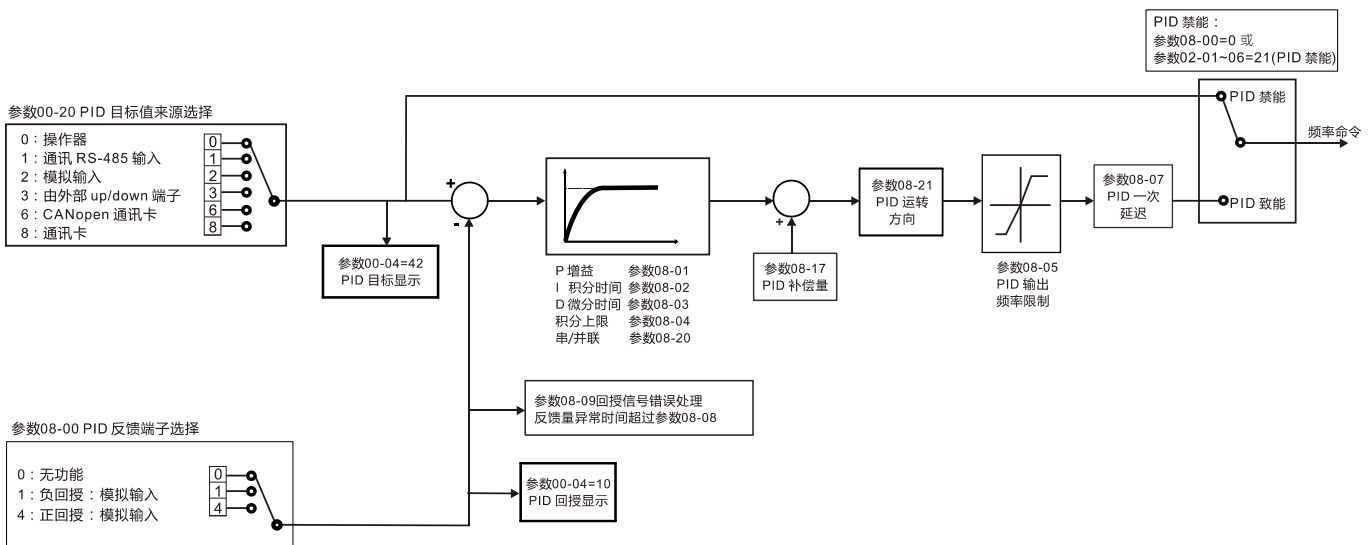 PID 禁能：
参数08-00=0 或
参数02-01~06=21(PID 禁能)
参数00-20 PID 目标值来源选择
0：操作器
1：通讯 RS-485 输入
2：模拟输入
3：由外部 up/down 端子
6：CANopen 通讯卡
8：通讯卡
0
1
2
3
6
8
+
-
参数00-04=42
PID 目标显示
P 增益 参数08-01
I 积分时间 参数08-02
D 微分时间 参数08-03
积分上限 参数08-04
串/并联 参数08-20
+
参数08-17
PID 补偿量
参数08-21
PID 运转
方向
参数08-05
PID 输出
频率限制
参数08-07
PID 一次
延迟
PID 禁能
PID 致能
频率命令
参数08-09回授信号错误处理
反馈量异常时间超过参数08-08
参数00-04=10
PID 回授显示
参数08-00 PID 反馈端子选择
0：无功能
1：负回授：模拟输入
4：正回授：模拟输入
0
1
4